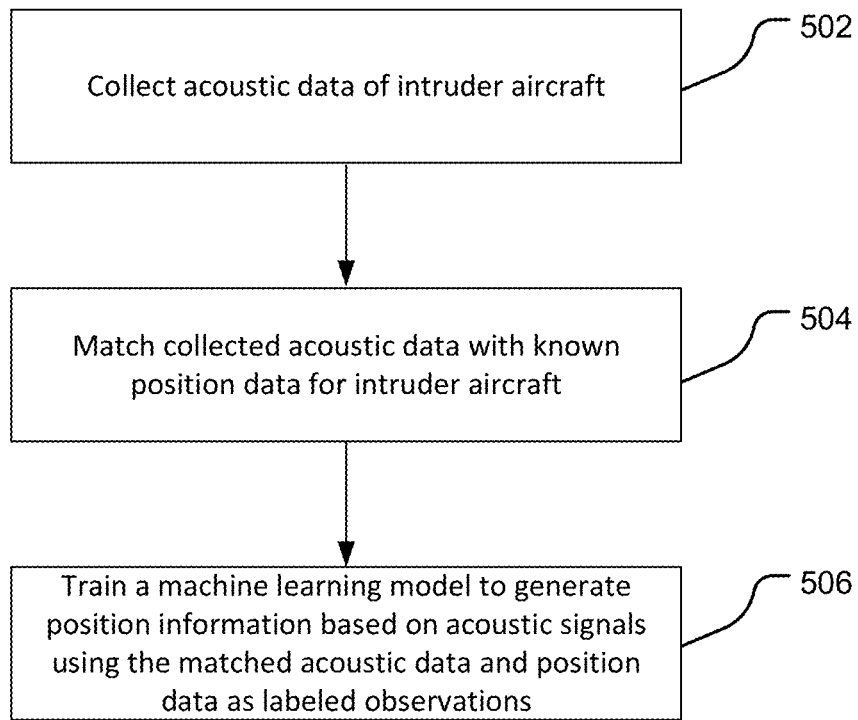 502
Collect acoustic data of intruder aircraft
504
Match collected acoustic data with known
position data for intruder aircraft
506
Train a machine learning model to generate
position information based on acoustic signals
using the matched acoustic data and position
data as labeled observations